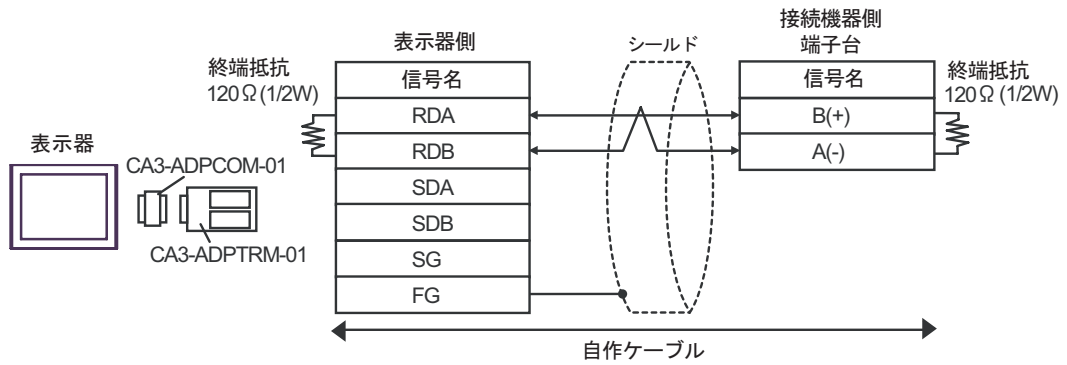 接続機器側
端子台
表示器側
シールド
終端抵抗
120Ω(1/2W)
信号名
信号名
終端抵抗
120Ω(1/2W)
RDA
B(+)
表示器
RDB
A(-)
CA3-ADPCOM-01
SDA
SDB
CA3-ADPTRM-01
SG
FG
自作ケーブル